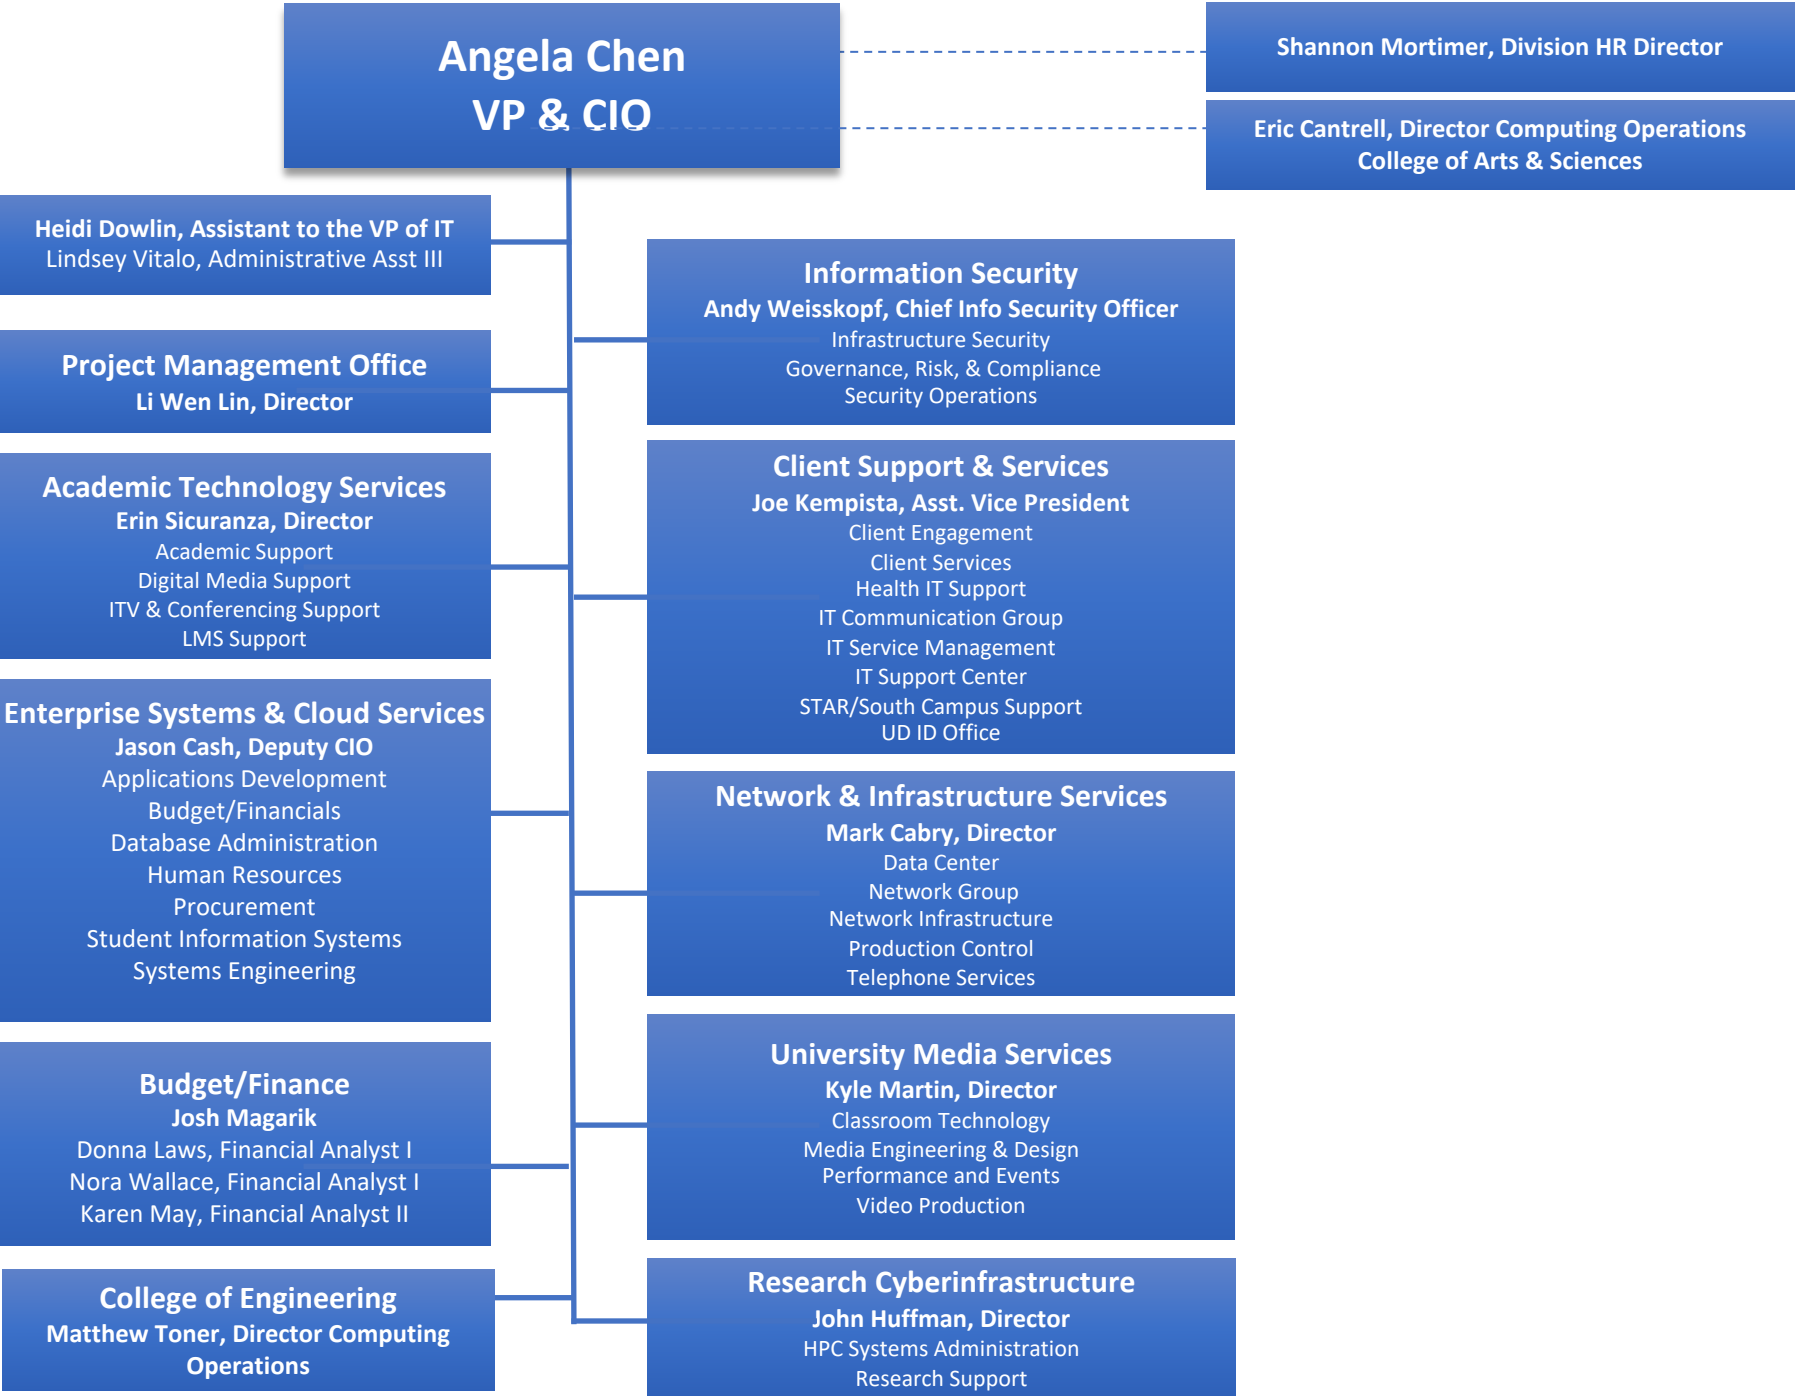 Angela Chen
VP & CIO
Shannon Mortimer, Division HR Director
Eric Cantrell, Director Computing Operations
College of Arts & Sciences
Heidi Dowlin, Assistant to the VP of IT
Lindsey Vitalo, Administrative Asst III
Project Management Office
Li Wen Lin, Director
Academic Technology Services
Erin Sicuranza, Director
Academic Support
Digital Media Support
ITV & Conferencing Support
LMS Support
Enterprise Systems & Cloud Services
Jason Cash, Deputy CIO
Applications Development
Budget/Financials
Database Administration
Human Resources
Procurement
Student Information Systems
Systems Engineering
Budget/Finance
Josh Magarik
Donna Laws, Financial Analyst I
Nora Wallace, Financial Analyst I
Karen May, Financial Analyst II
College of Engineering
Matthew Toner, Director Computing
Operations
Information Security
Andy Weisskopf, Chief Info Security Officer
Infrastructure Security
Governance, Risk, & Compliance
Security Operations
Client Support & Services
Joe Kempista, Asst. Vice President
Client Engagement
Client Services
Health IT Support
IT Communication Group
IT Service Management
IT Support Center
STAR/South Campus Support
UD ID Office
Network & Infrastructure Services
Mark Cabry, Director
Data Center
Network Group
Network Infrastructure
Production Control
Telephone Services
University Media Services
Kyle Martin, Director
Classroom Technology
Media Engineering & Design
Performance and Events
Video Production
Research Cyberinfrastructure
John Huffman, Director
HPC Systems Administration
Research Support